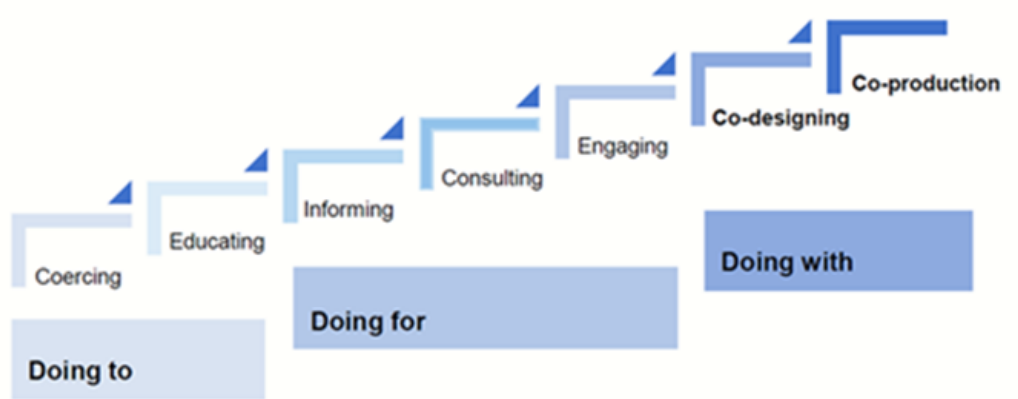 Coercing
Educating
Informing
Consulting
Engaging
Co-designing
Co-production
Doing to
Doing for
Doing with